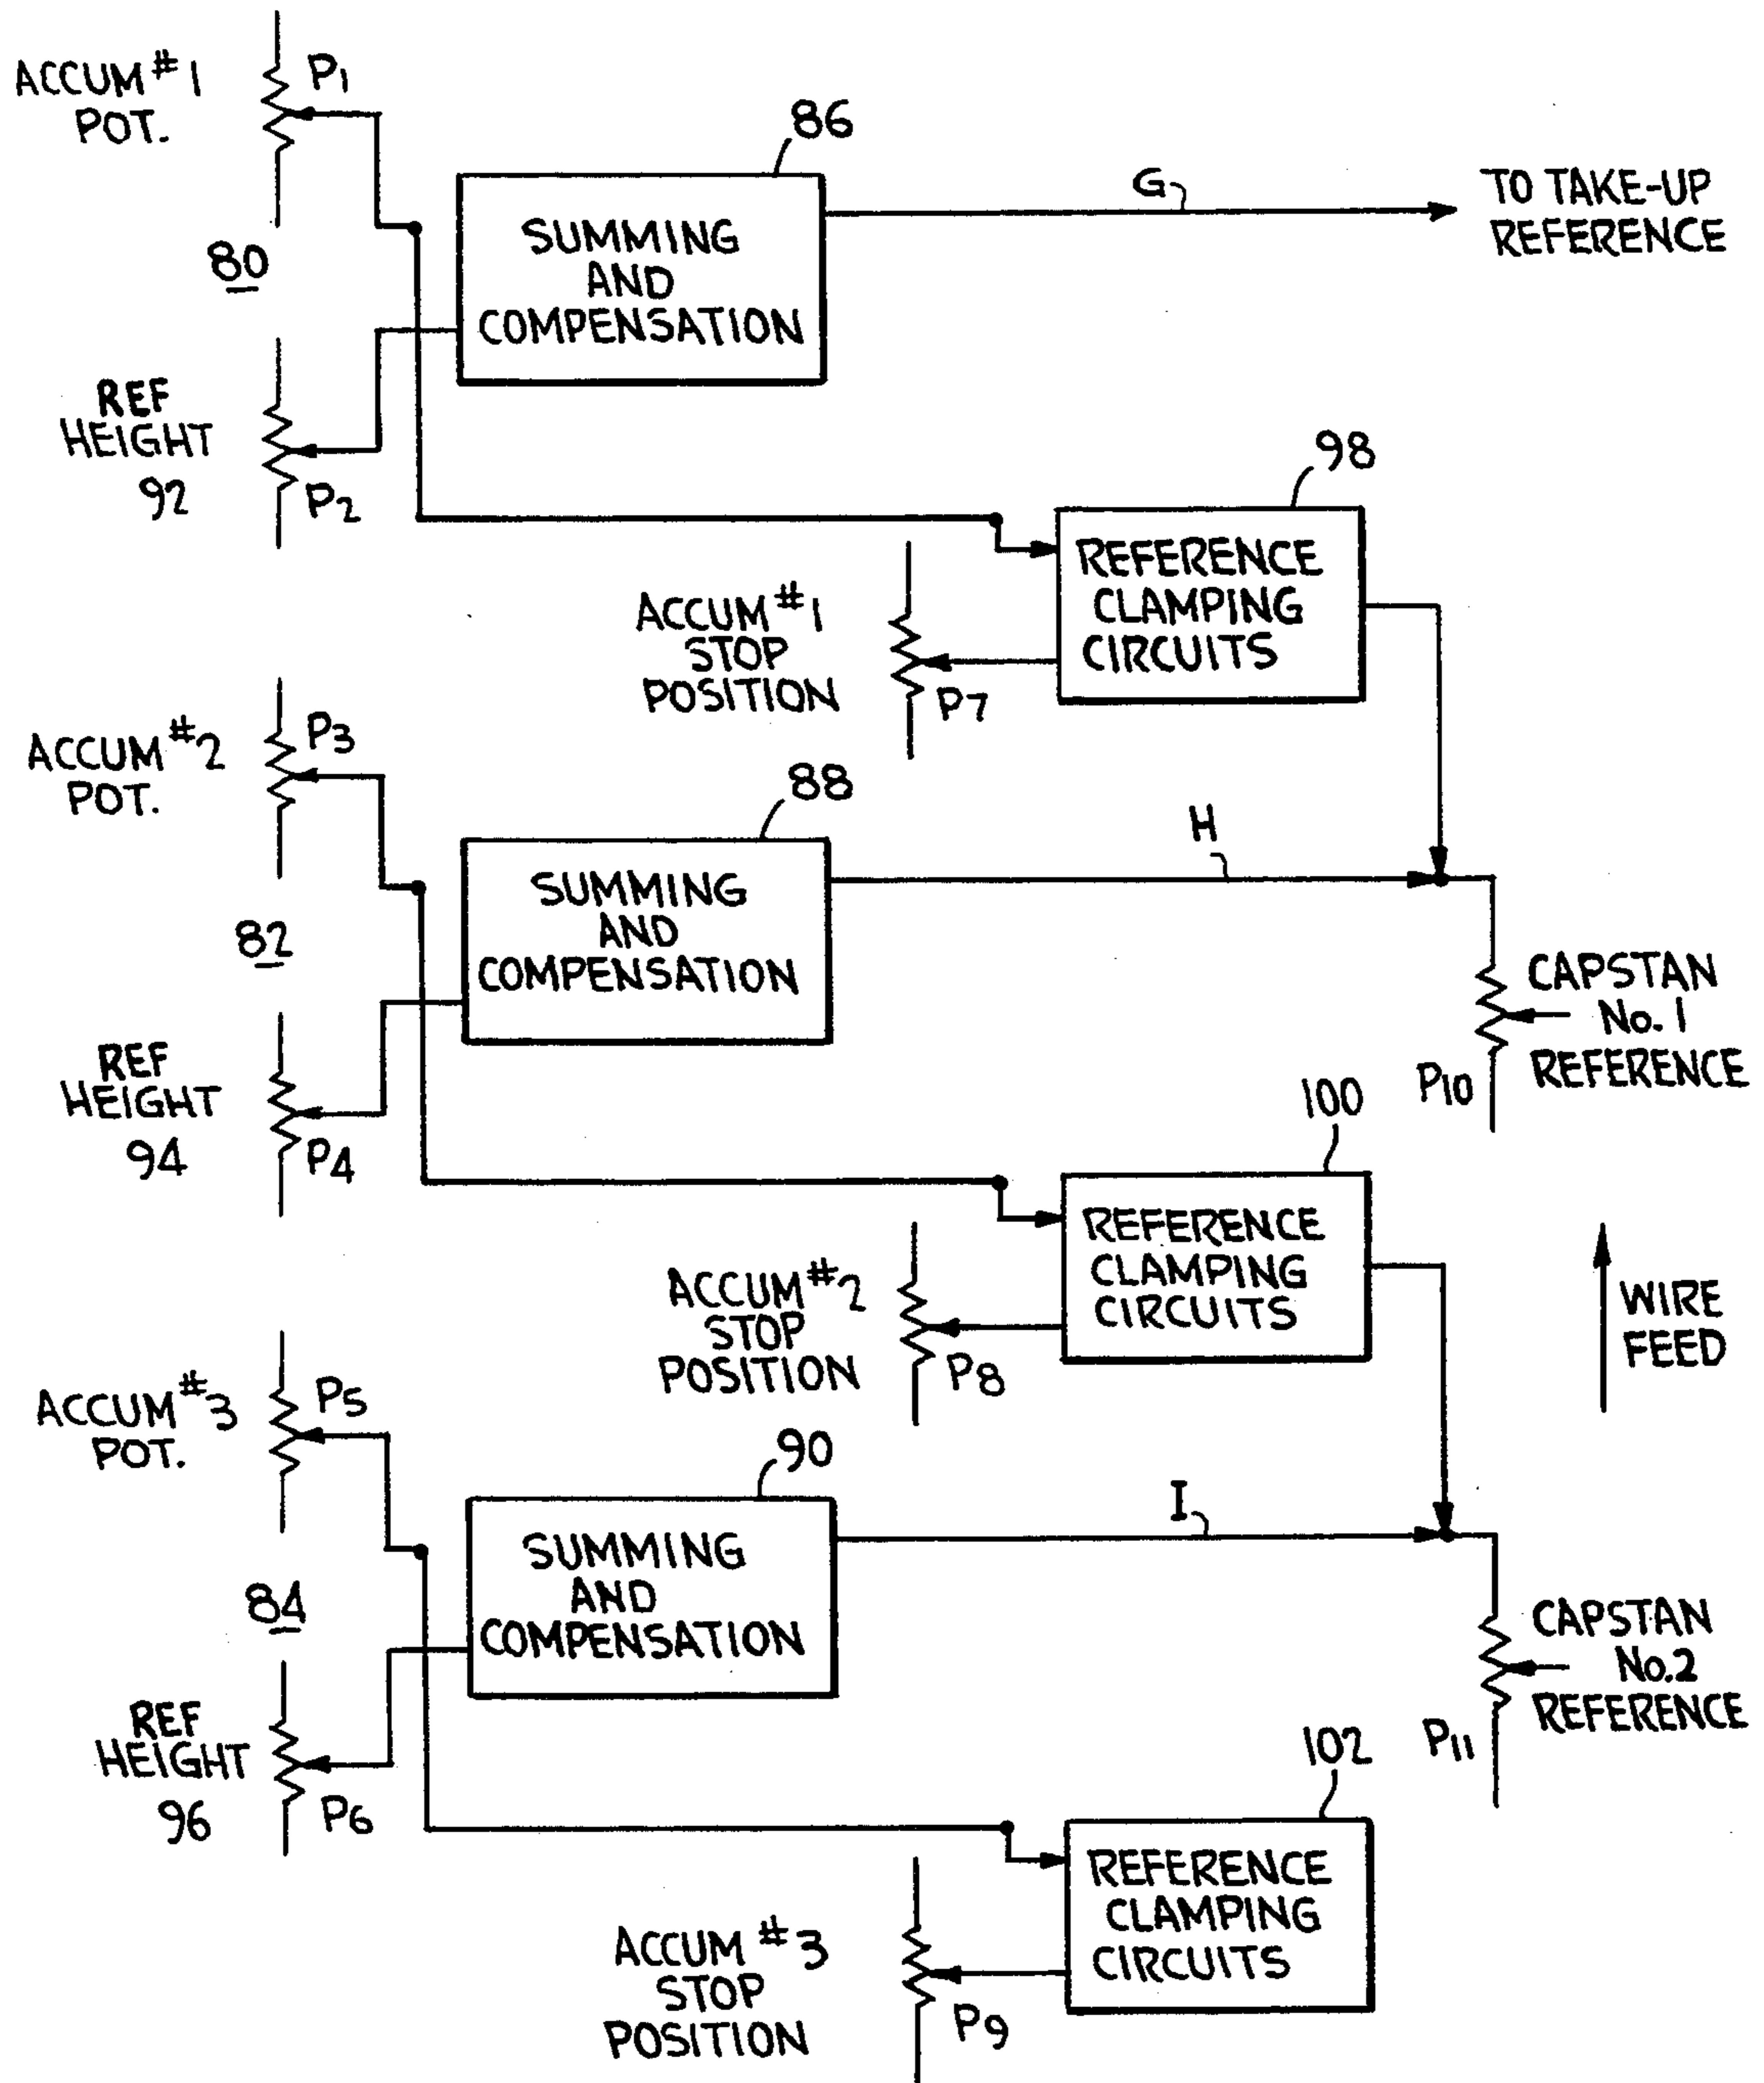 ACCUM #1
POT.
P1
80
REF
HEIGHT
92
P2
86
SUMMING
AND
COMPENSATION
G
TO TAKE-UP
REFERENCE
98
REFERENCE
CLAMPING
CIRCUITS
ACCUM #1
STOP
POSITION
P7
ACCUM #2
POT.
P3
82
REF
HEIGHT
94
P4
88
SUMMING
AND
COMPENSATION
H
CAPSTAN
No. 1
REFERENCE
P10
100
REFERENCE
CLAMPING
CIRCUITS
ACCUM #2
STOP
POSITION
P8
WIRE
FEED
ACCUM #3
POT.
P5
84
REF
HEIGHT
96
P6
90
SUMMING
AND
COMPENSATION
I
CAPSTAN
No.2
REFERENCE
P11
102
REFERENCE
CLAMPING
CIRCUITS
ACCUM #3
STOP
POSITION
P9